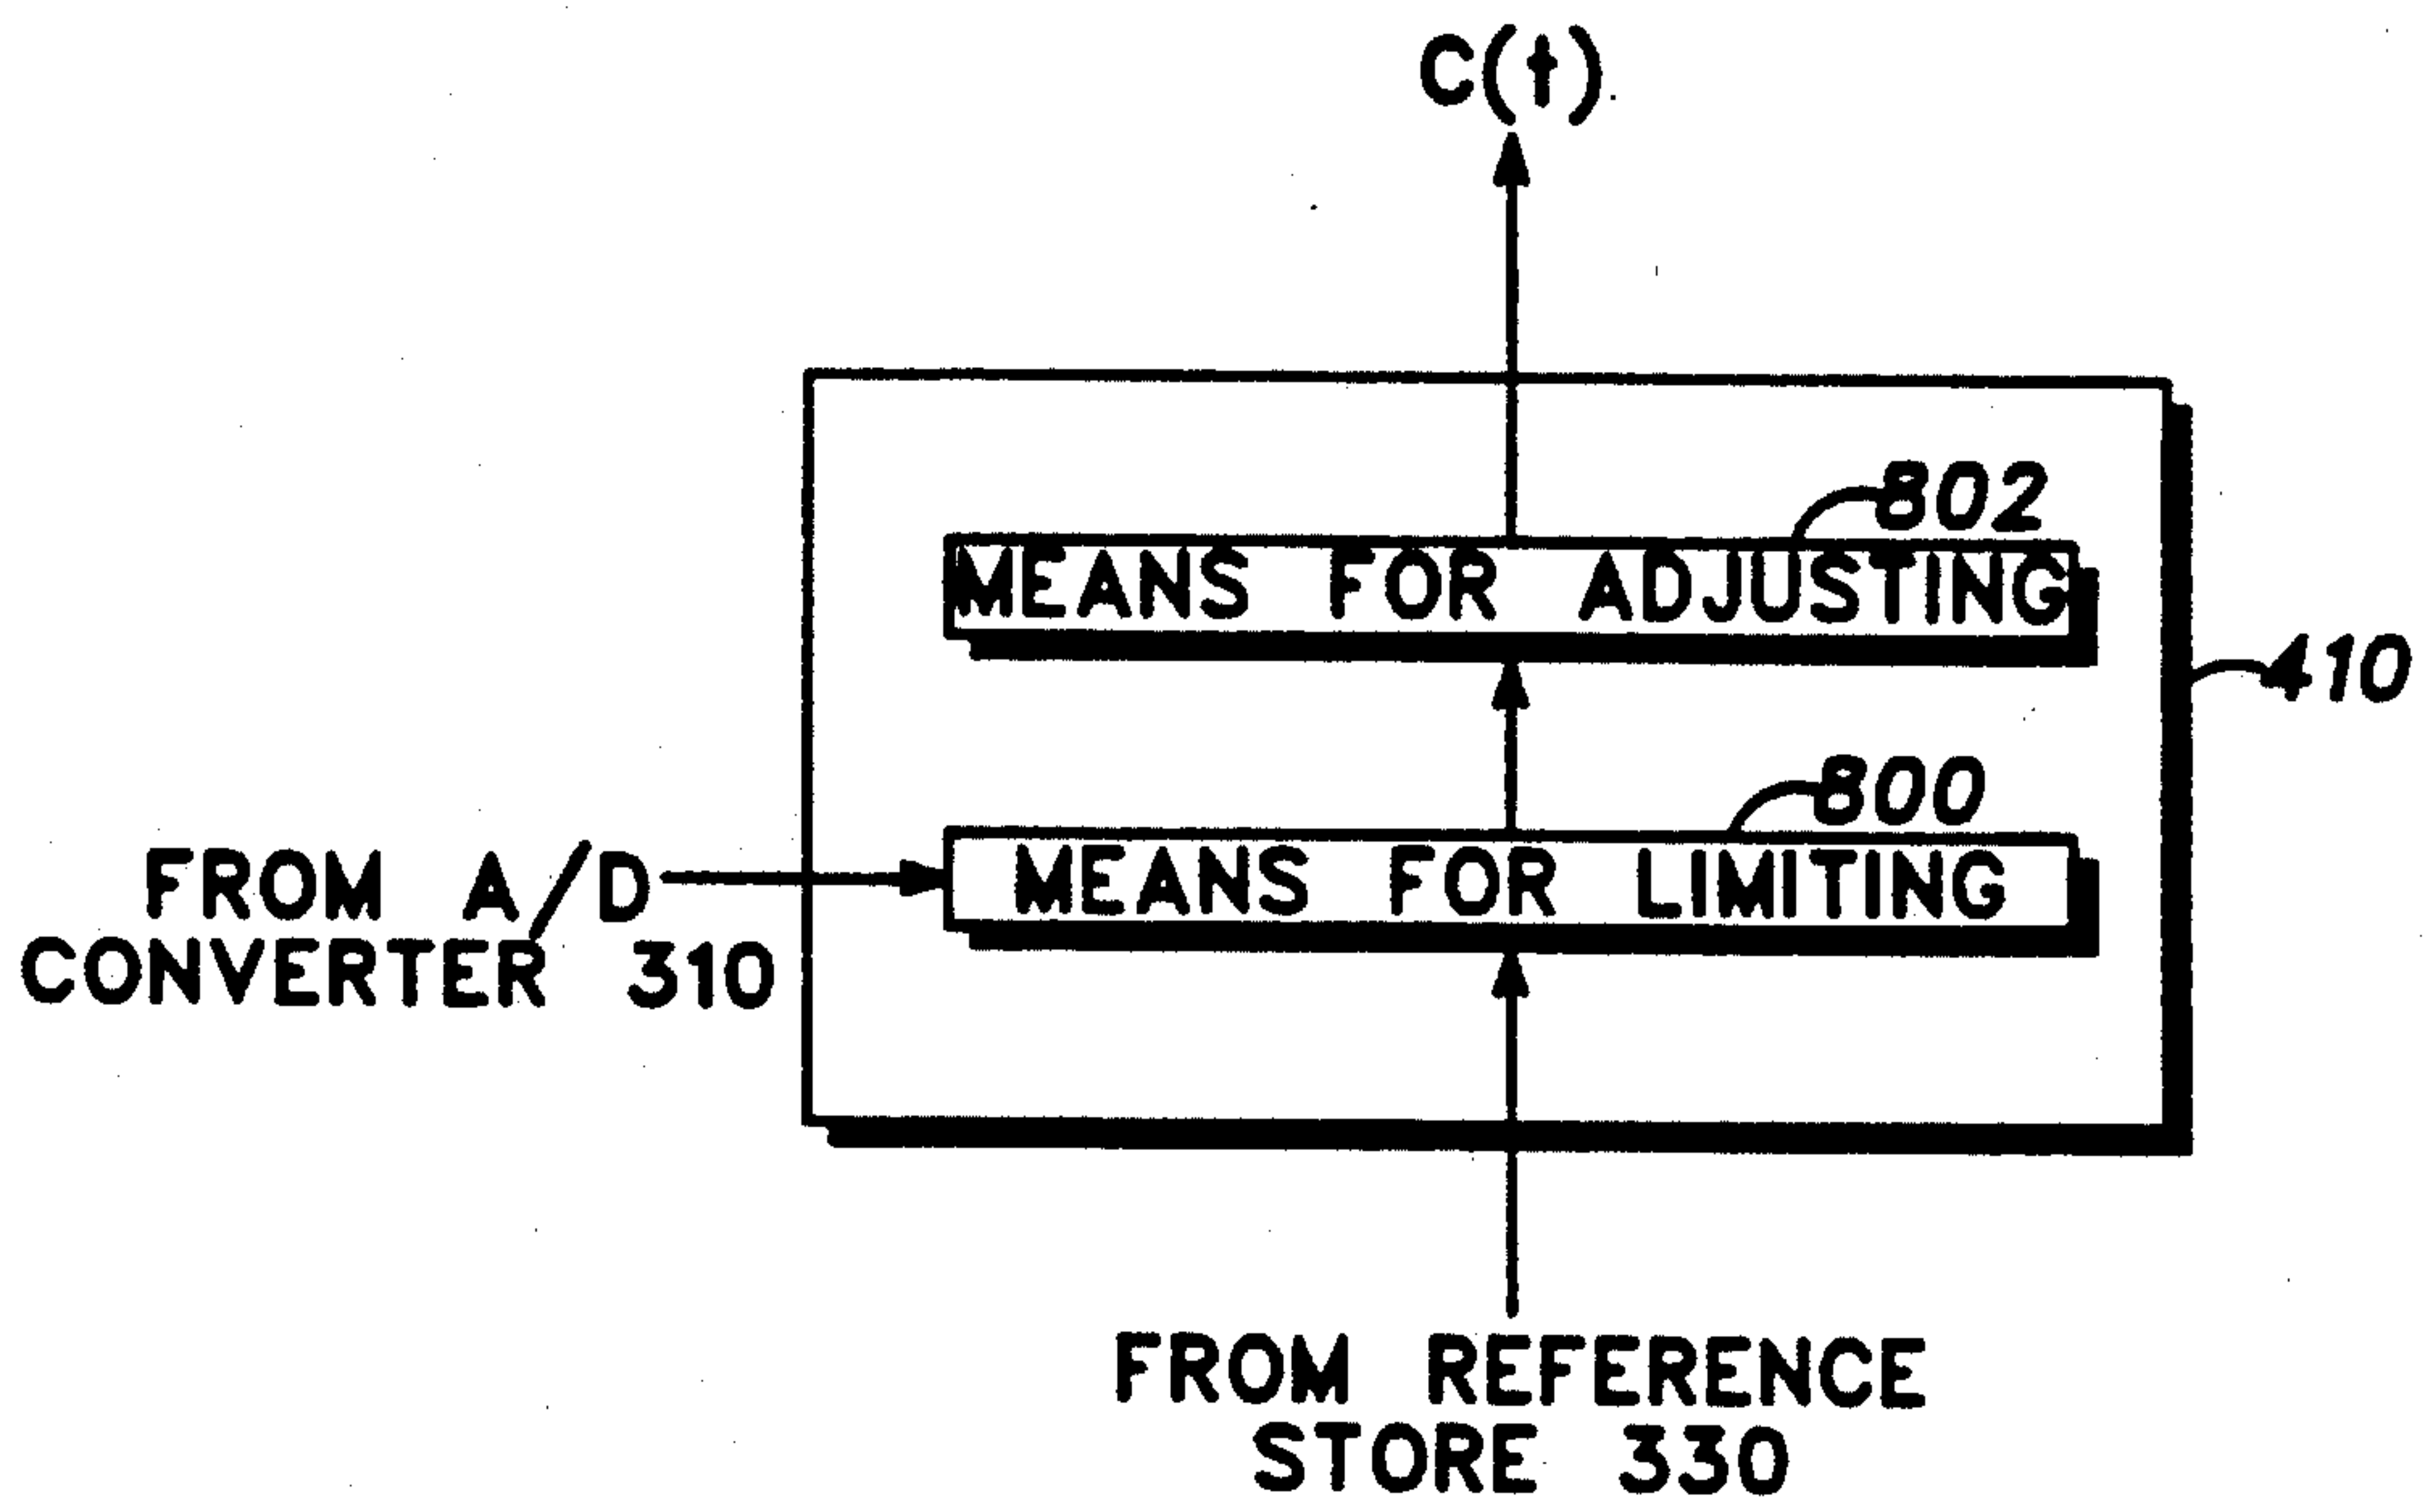 C(t).
802
MEANS FOR ADJUSTING
410
800
MEANS FOR LIMITING
FROM A/D
CONVERTER 310
FROM REFERENCE
STORE 330